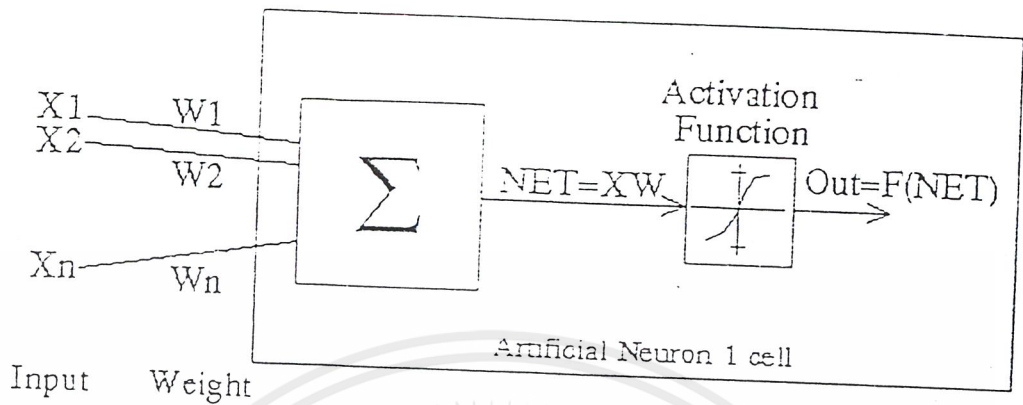 Activation
Function
X1
W1
X2
W2
Σ
NET=XW
Out=F(NET)
Xn
Wn
Artificial Neuron 1 cell
Input
Weight